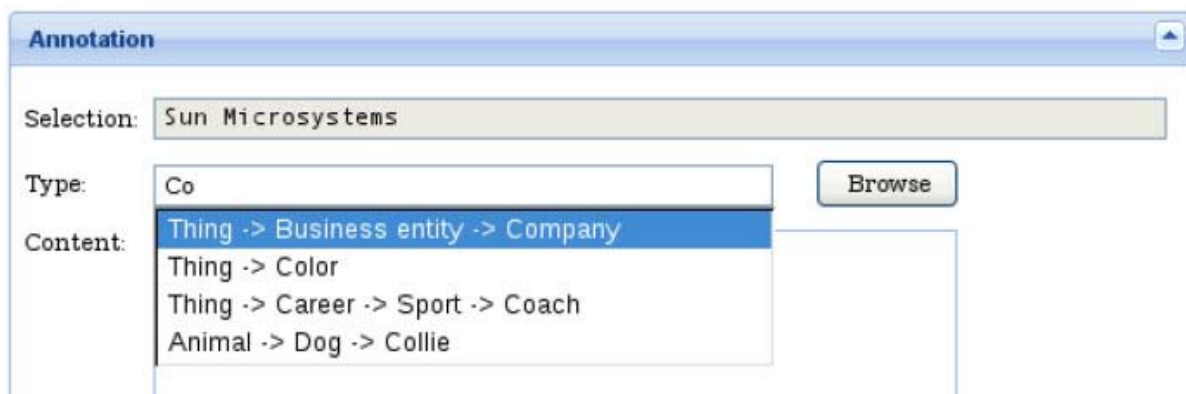 Annotation
Selection: Sun Microsystems
Type: Co Browse
Content:
Thing -> Business entity -> Company
Thing -> Color
Thing -> Career -> Sport -> Coach
Animal -> Dog -> Collie